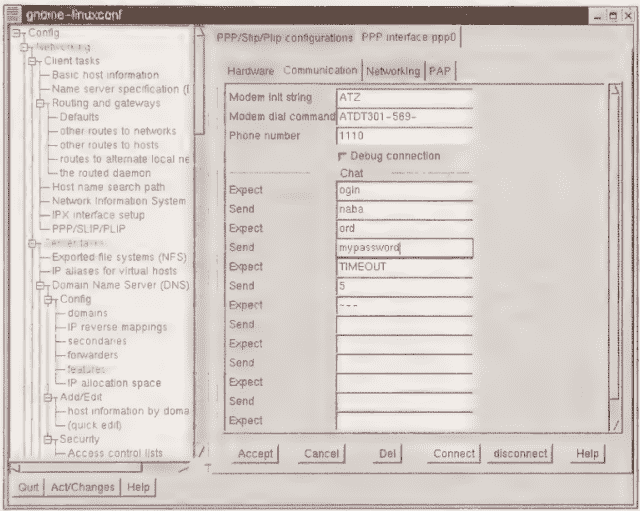 gnome-linuxconf
Config
Networking
Client tasks
Basic host information
Name server specification (I
Routing and gateways
Defaults
other routes to networks
other routes to hosts
routes to alternate local ne
the routed daemon
Host name search path
Network Information System
IPX interface setup
PPP/SLIP/PLIP
Exported file systems (NFS)
IP aliases for virtual hosts
Domain Name Server (DNS)
Config
domains
IP reverse mappings
secondaries
forwarders
features
IP allocation space
Add/Edit
host information by doma
(quick edit)
Security
Access control lists
PPP/Slip/Plip configurations
PPP interface ppp0
Hardware Communication Networking PAP
Modem init string ATZ
Modem dial command ATDT301-569-
Phone number 1110
Debug connection
Chat
Expect ogin
Send naba
Expect ord
Send mypassword
Expect TIMEOUT
Send 5
Expect ---
Send
Expect
Send
Expect
Send
Expect
Accept Cancel Del Connect disconnect Help
Quit Act/Changes Help